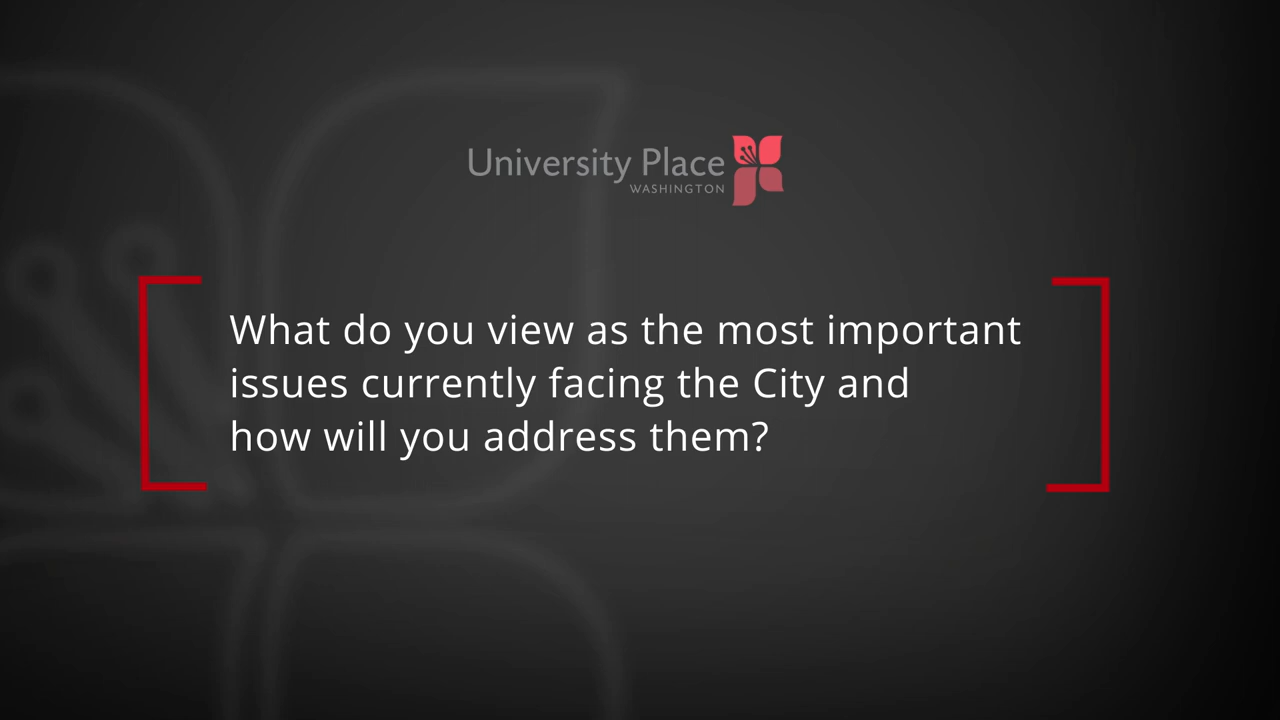 University Place
WASHINGTON
What do you view as the most important
issues currently facing the City and
how will you address them?